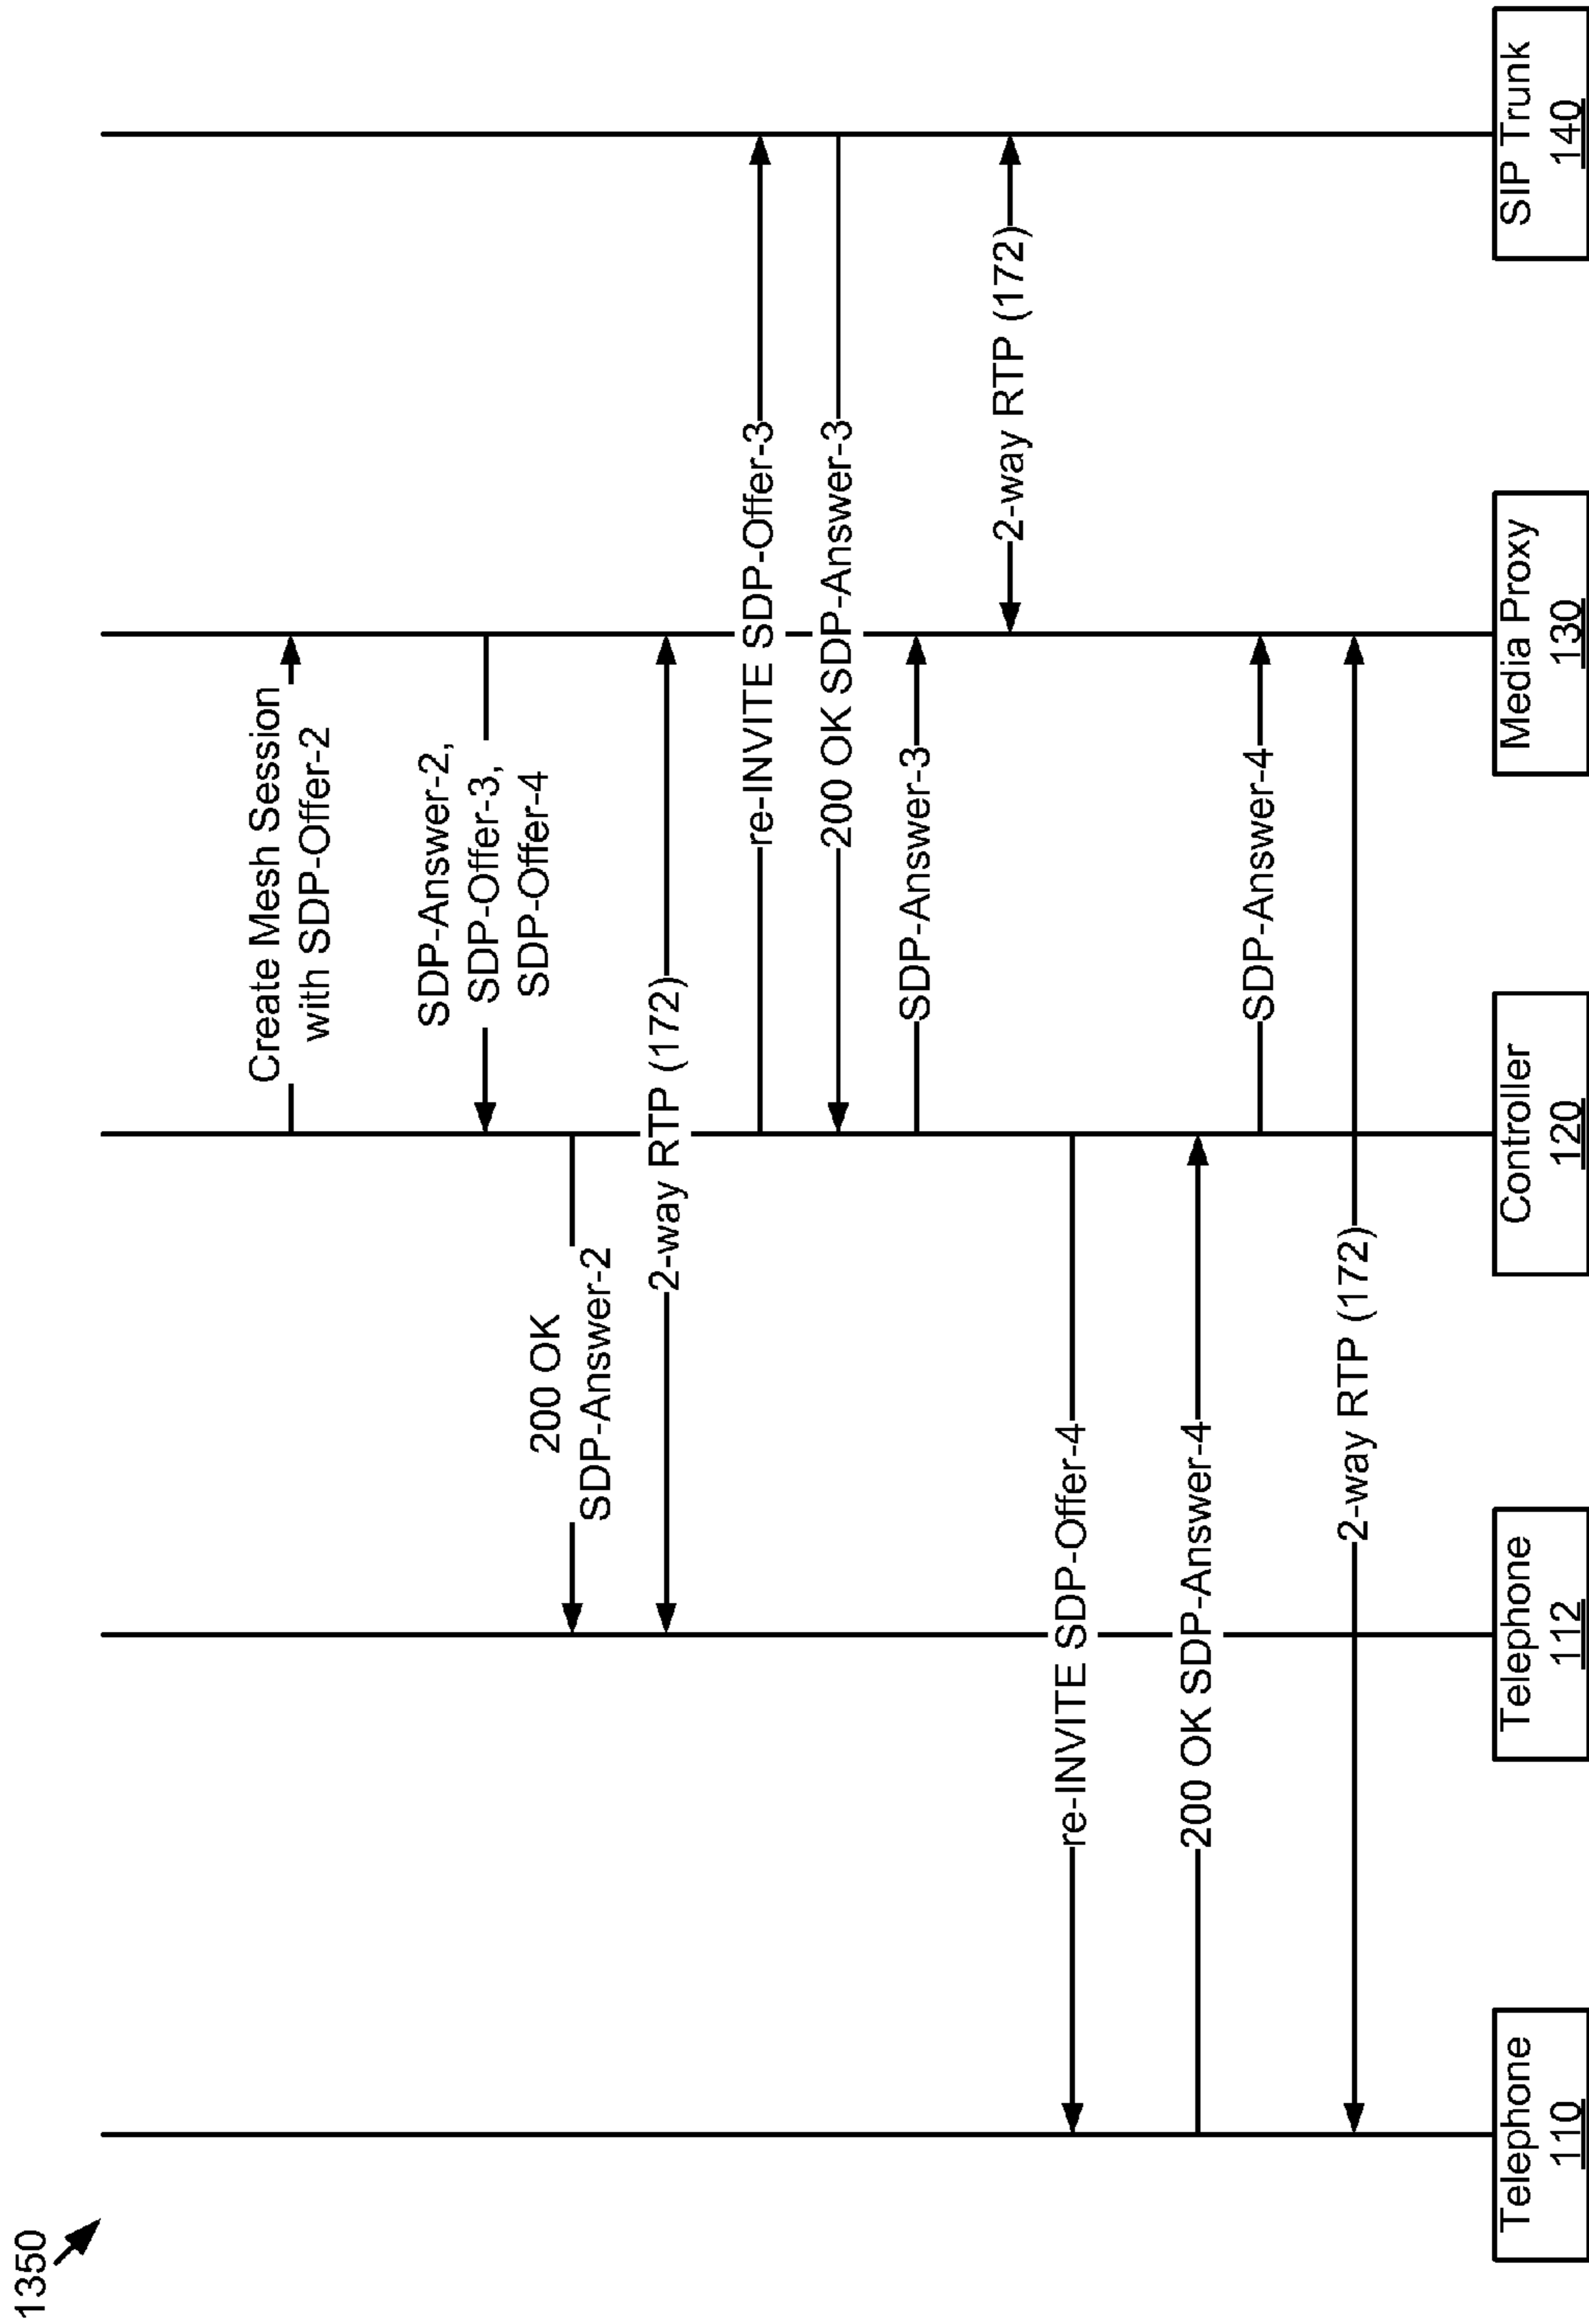 1350
Create Mesh Session
with SDP-Offer-2
SDP-Answer-2,
SDP-Offer-3,
SDP-Offer-4
200 OK
SDP-Answer-2
2-way RTP (172)
re-INVITE SDP-Offer-3
200 OK SDP-Answer-3
SDP-Answer-3
2-way RTP (172)
re-INVITE SDP-Offer-4
200 OK SDP-Answer-4
SDP-Answer-4
2-way RTP (172)
Telephone
110
Telephone
112
Controller
120
Media Proxy
130
SIP Trunk
140